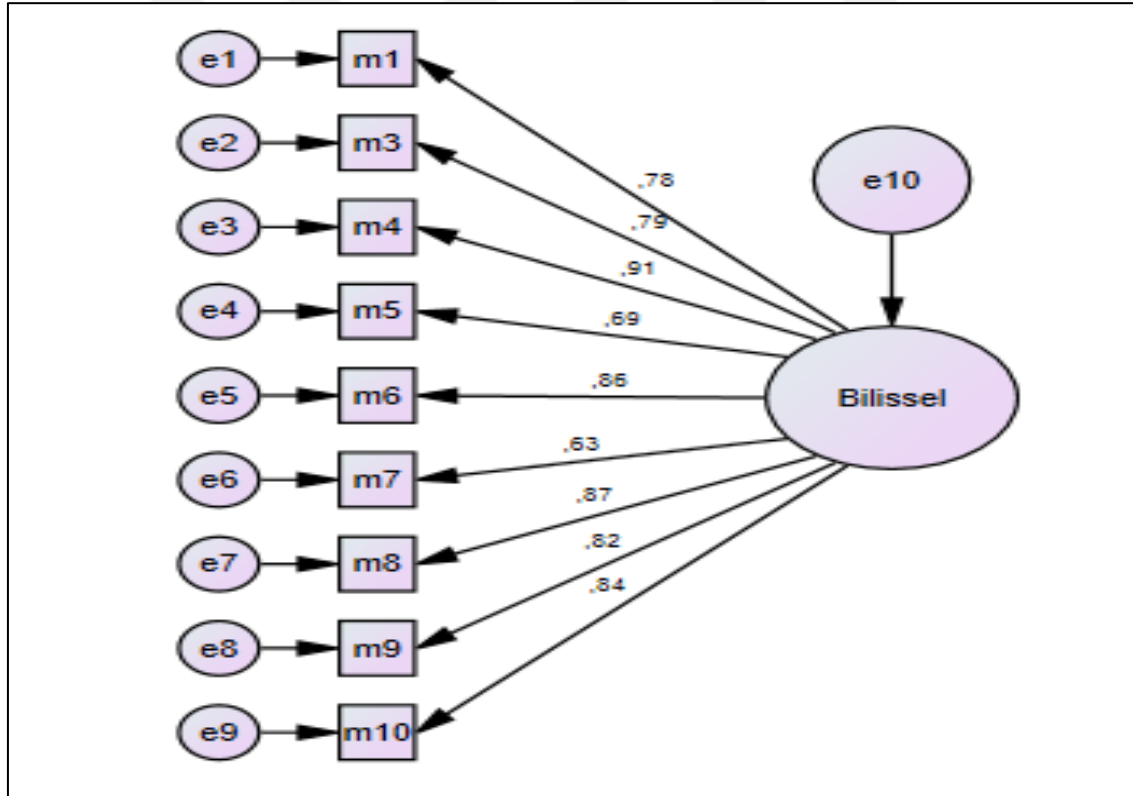 e1 m1
e2 m3
e10
,78
e3 m4
,79
,91
e4 m5
,69
e5 m6
,86
Bilissel
e6 m7
,63
,87
e7 m8
,82
,84
e8 m9
e9 m10